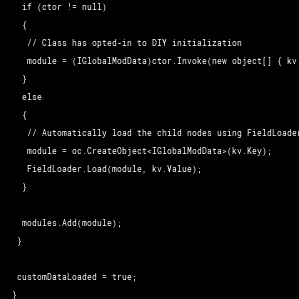 if (ctor != null)
{
// Class has opted-in to DIY initialization
module = (IGlobalModData)ctor.Invoke(new object[] { kv
}
else
{
// Automatically load the child nodes using FieldLoader
module = oc.CreateObject<IGlobalModData>(kv.Key);
FieldLoader.Load(module, kv.Value);
}
modules.Add(module);
}
customDataLoaded = true;
}